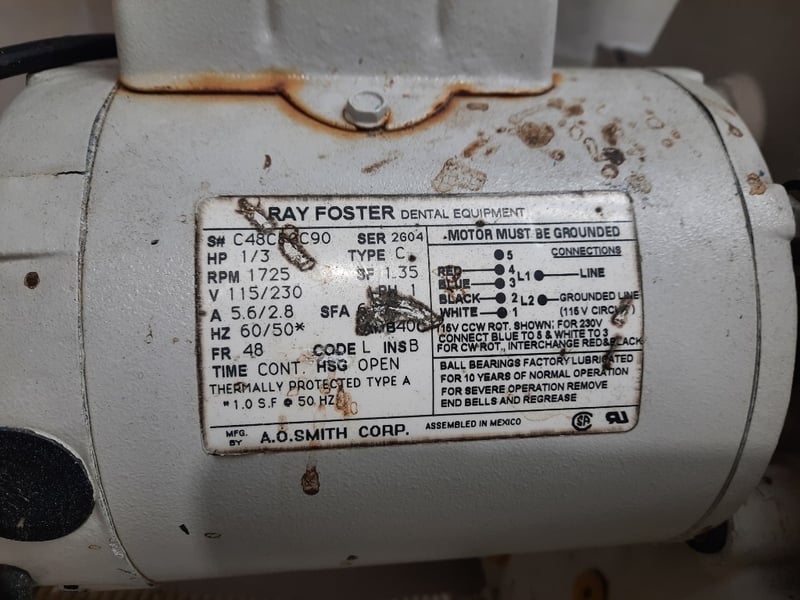 RAY FOSTER DENTAL EQUIPMENT
S# SER 2604
HP 1/3 TYPE C
RPM 1725 SF 1.35
V 115/230 PH 1
A 5.6/2.8 SFA
HZ 60/50*
FR 48 CODE L INS B
TIME CONT. HSG OPEN
THERMALLY PROTECTED TYPE A
*1.0 S.F @ 50 HZ
MOTOR MUST BE GROUNDED
CONNECTIONS
5
RED 4 L1 LINE
BLUE 3
BLACK 2 L2 GROUNDED LINE
WHITE 1 (115 V CIRCUIT)
115V CCW ROT. SHOWN: FOR 230V
CONNECT BLUE TO 5 & WHITE TO 3
FOR CW ROT., INTERCHANGE RED & BLACK
BALL BEARINGS FACTORY LUBRICATED
FOR 10 YEARS OF NORMAL OPERATION
FOR SEVERE OPERATION REMOVE
END BELLS AND REGREASE
MFG. BY A.O.SMITH CORP. ASSEMBLED IN MEXICO